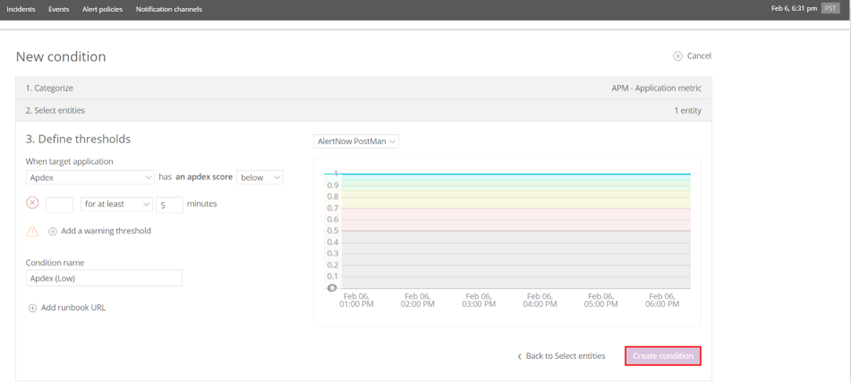 Incidents Events Alert policies Notification channels Feb 6, 6:31 pm PST
New condition Cancel
1. Categorize APM - Application metric
2. Select entities 1 entity
3. Define thresholds
AlertNow PostMan
When target application
Apdex has an apdex score below
for at least 5 minutes
Add a warning threshold
Condition name
Apdex (Low)
Add runbook URL
1
0.9
0.8
0.7
0.6
0.5
0.4
0.3
0.2
0.1
0
Feb 06, Feb 06, Feb 06, Feb 06, Feb 06, Feb 06,
01:00 PM 02:00 PM 03:00 PM 04:00 PM 05:00 PM 06:00 PM
Back to Select entities Create condition